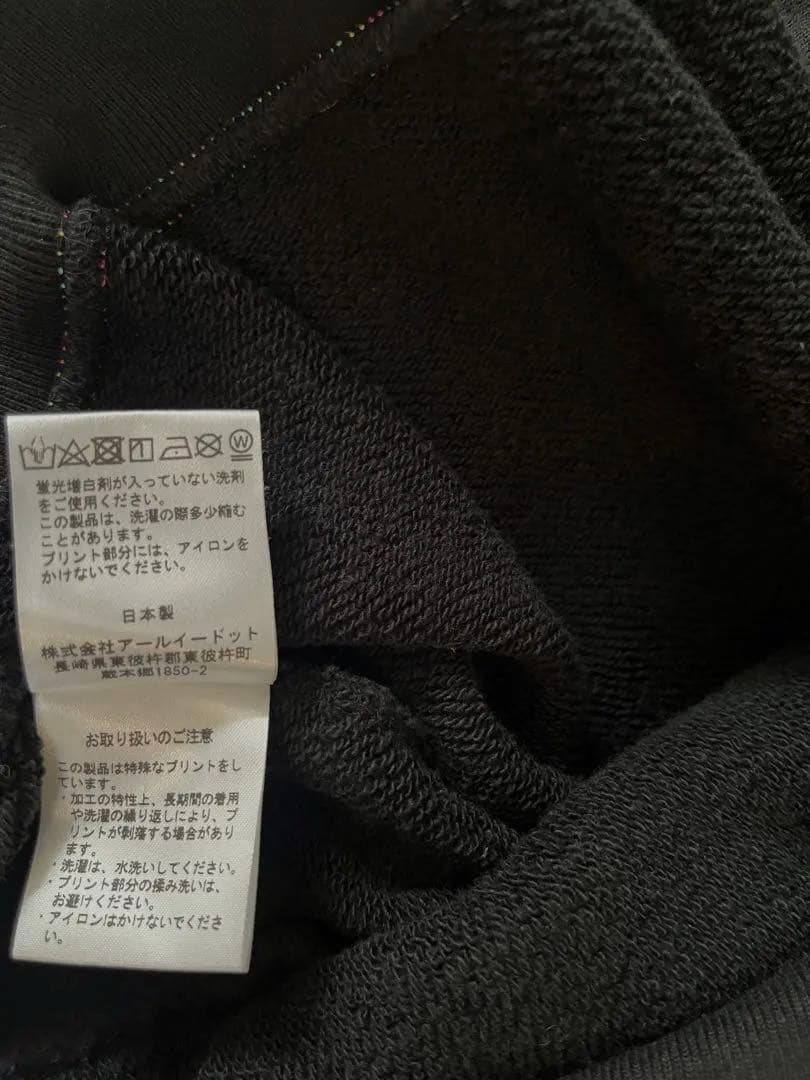 W
蛍光増白剤が入っていない洗剤
をご使用ください。
この製品は、洗濯の際多少縮む
ことがあります。
プリント部分には、アイロンを
かけないでください。
日本製
株式会社アールイードット
長崎県東彼杵郡東彼杵町
蔵本郷1850-2
お取り扱いのご注意
この製品は特殊なプリントをし
ています。
・加工の特性上、長期間の着用
や洗濯の繰り返しにより、プ
リントが剥落する場合があり
ます。
・洗濯は、水洗いしてください。
・プリント部分の揉み洗いは、
お避けください。
・アイロンはかけないでくださ
い。